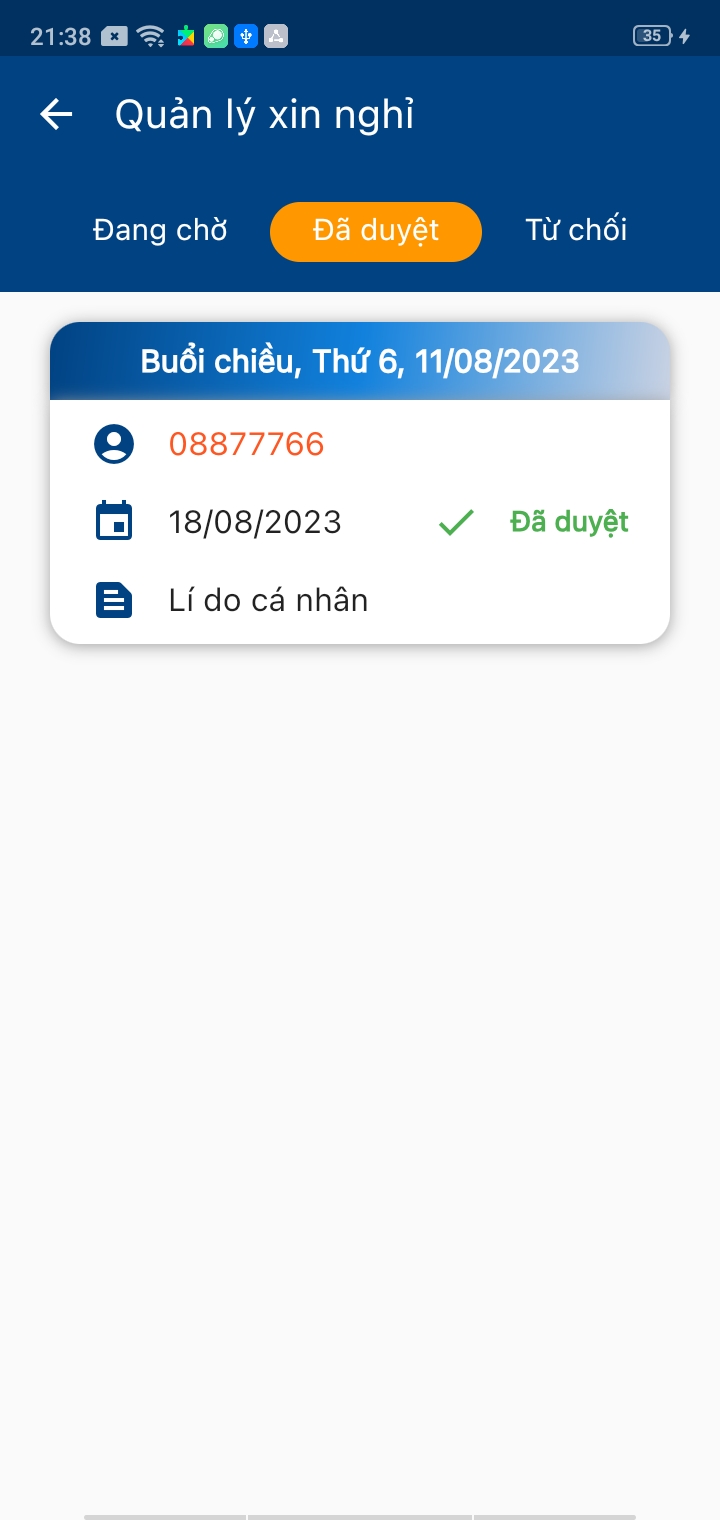 21:38
35
Quản lý xin nghỉ
Đang chờ
Đã duyệt
Từ chối
Buổi chiều, Thứ 6, 11/08/2023
08877766
18/08/2023
Đã duyệt
Lí do cá nhân